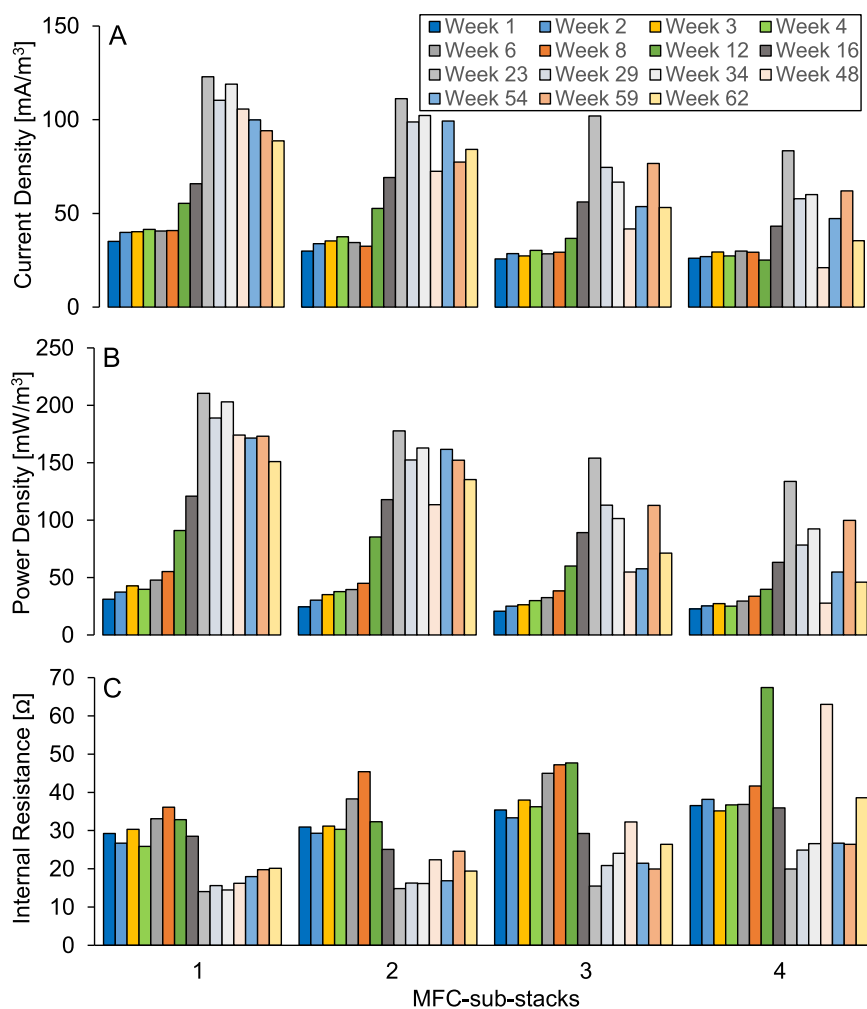 A
Week 1 Week 2 Week 3 Week 4
Week 6 Week 8 Week 12 Week 16
Week 23 Week 29 Week 34 Week 48
Week 54 Week 59 Week 62
Current Density [mA/m³]
150
100
50
0
B
Power Density [mW/m³]
250
200
150
100
50
0
C
Internal Resistance [Ω]
70
60
50
40
30
20
10
0
1 2 3 4
MFC-sub-stacks